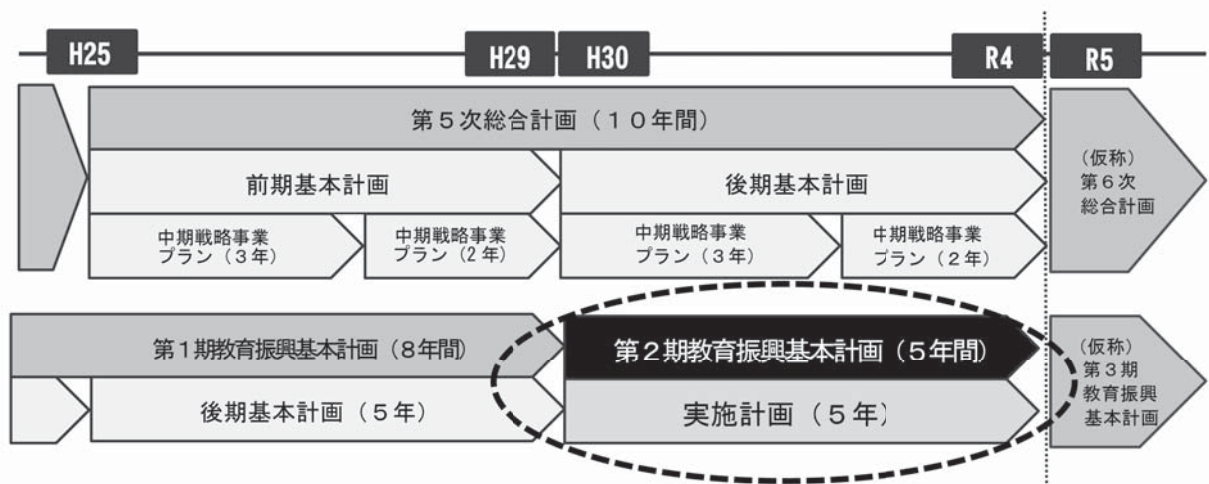 H25
H29
H30
R4
R5
第5次総合計画（１０年間）
前期基本計画
後期基本計画
中期戦略事業
プラン（3年）
中期戦略事業
プラン（2年）
中期戦略事業
プラン（３年）
中期戦略事業
プラン（２年）
（仮称）
第６次
総合計画
第１期教育振興基本計画（8年間）
第２期教育振興基本計画（５年間）
後期基本計画（５年）
実施計画（５年）
（仮称）
第３期
教育振興
基本計画